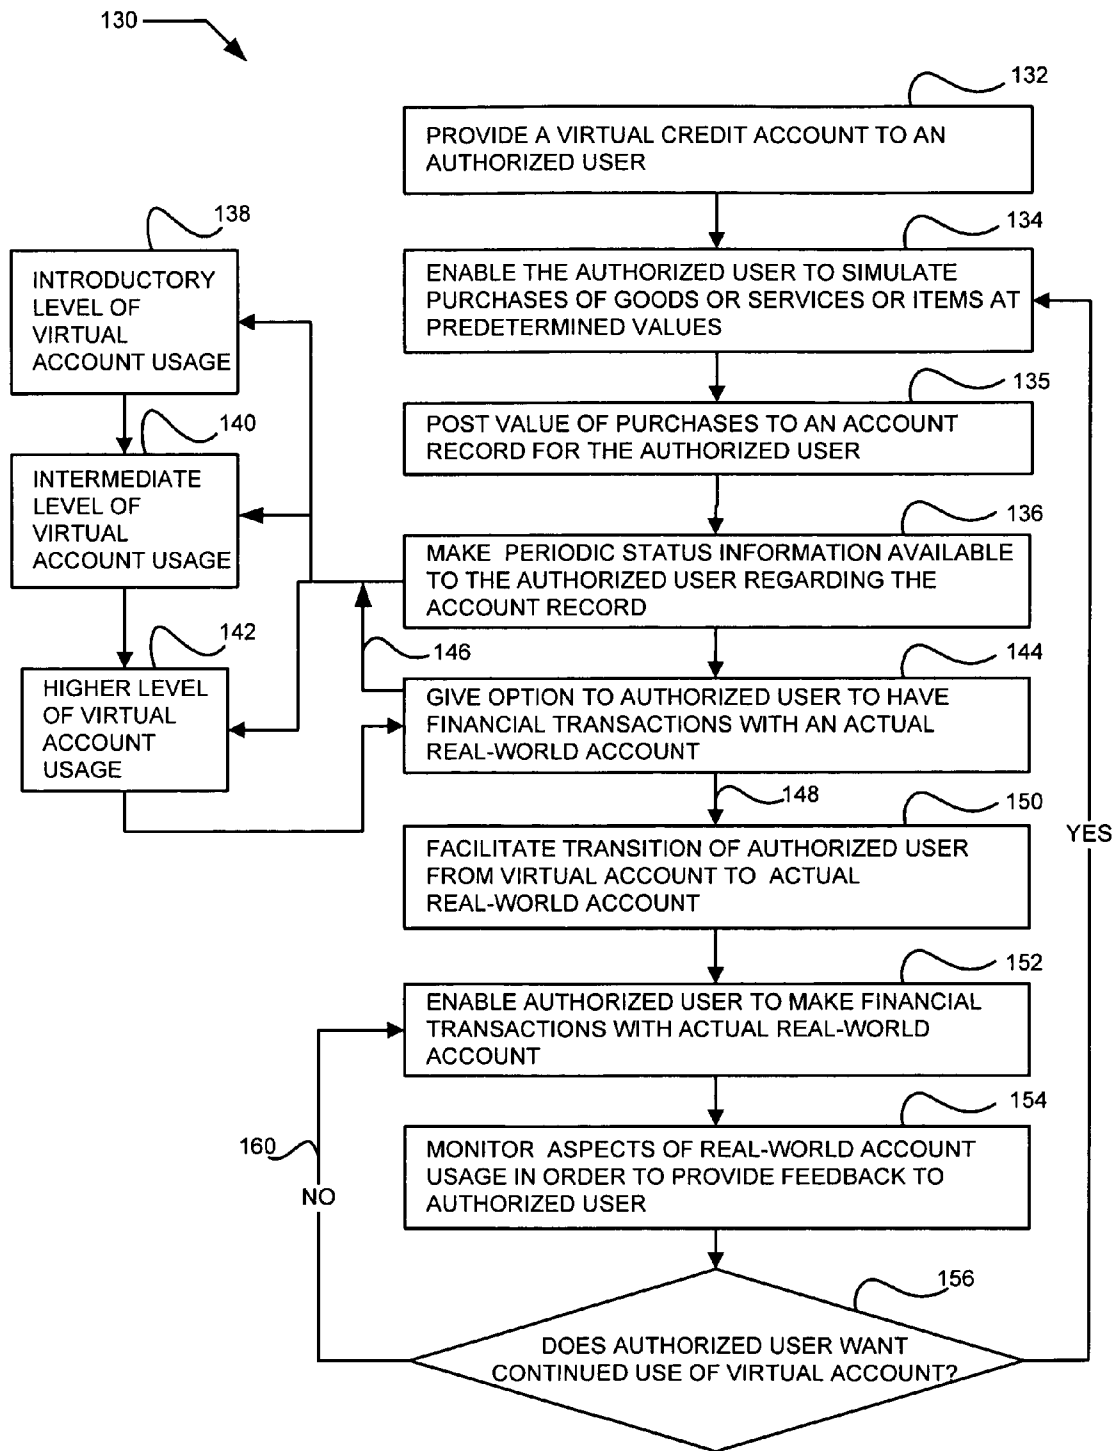 130
132
PROVIDE A VIRTUAL CREDIT ACCOUNT TO AN
AUTHORIZED USER
134
ENABLE THE AUTHORIZED USER TO SIMULATE
PURCHASES OF GOODS OR SERVICES OR ITEMS AT
PREDETERMINED VALUES
138
INTRODUCTORY
LEVEL OF
VIRTUAL
ACCOUNT USAGE
135
POST VALUE OF PURCHASES TO AN ACCOUNT
RECORD FOR THE AUTHORIZED USER
140
INTERMEDIATE
LEVEL OF
VIRTUAL
ACCOUNT USAGE
136
MAKE PERIODIC STATUS INFORMATION AVAILABLE
TO THE AUTHORIZED USER REGARDING THE
ACCOUNT RECORD
142
HIGHER LEVEL
OF VIRTUAL
ACCOUNT
USAGE
146
144
GIVE OPTION TO AUTHORIZED USER TO HAVE
FINANCIAL TRANSACTIONS WITH AN ACTUAL
REAL-WORLD ACCOUNT
148
150
FACILITATE TRANSITION OF AUTHORIZED USER
FROM VIRTUAL ACCOUNT TO ACTUAL
REAL-WORLD ACCOUNT
YES
152
ENABLE AUTHORIZED USER TO MAKE FINANCIAL
TRANSACTIONS WITH ACTUAL REAL-WORLD
ACCOUNT
154
MONITOR ASPECTS OF REAL-WORLD ACCOUNT
USAGE IN ORDER TO PROVIDE FEEDBACK TO
AUTHORIZED USER
160
NO
156
DOES AUTHORIZED USER WANT
CONTINUED USE OF VIRTUAL ACCOUNT?